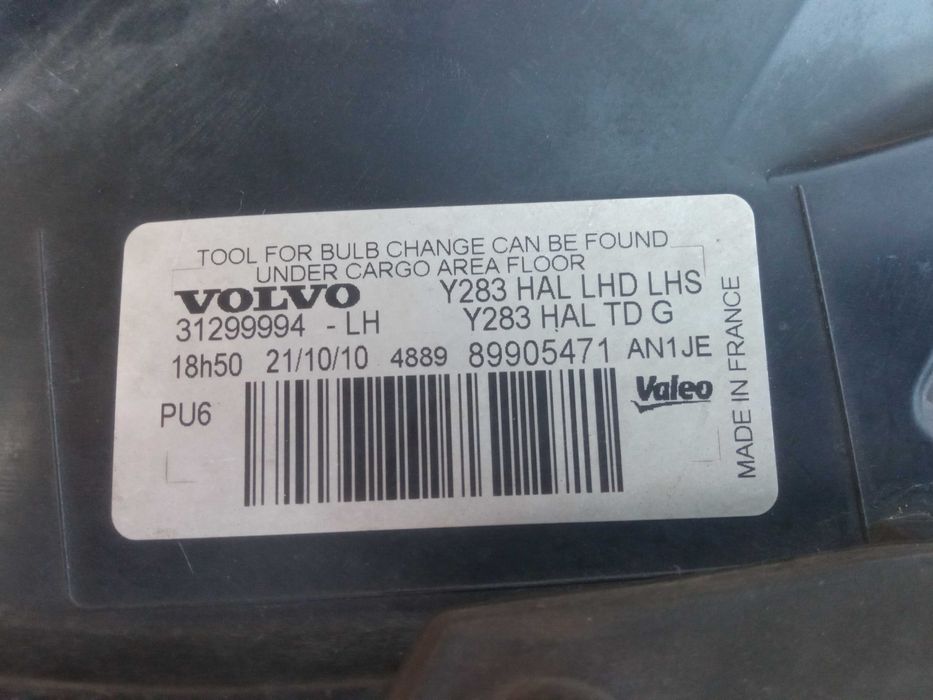 TOOL FOR BULB CHANGE CAN BE FOUND
UNDER CARGO AREA FLOOR
VOLVO Y283 HAL LHD LHS
31299994 - LH Y283 HAL TD G
18h50 21/10/10 4889 89905471 AN1JE
PU6 Valeo
MADE IN FRANCE